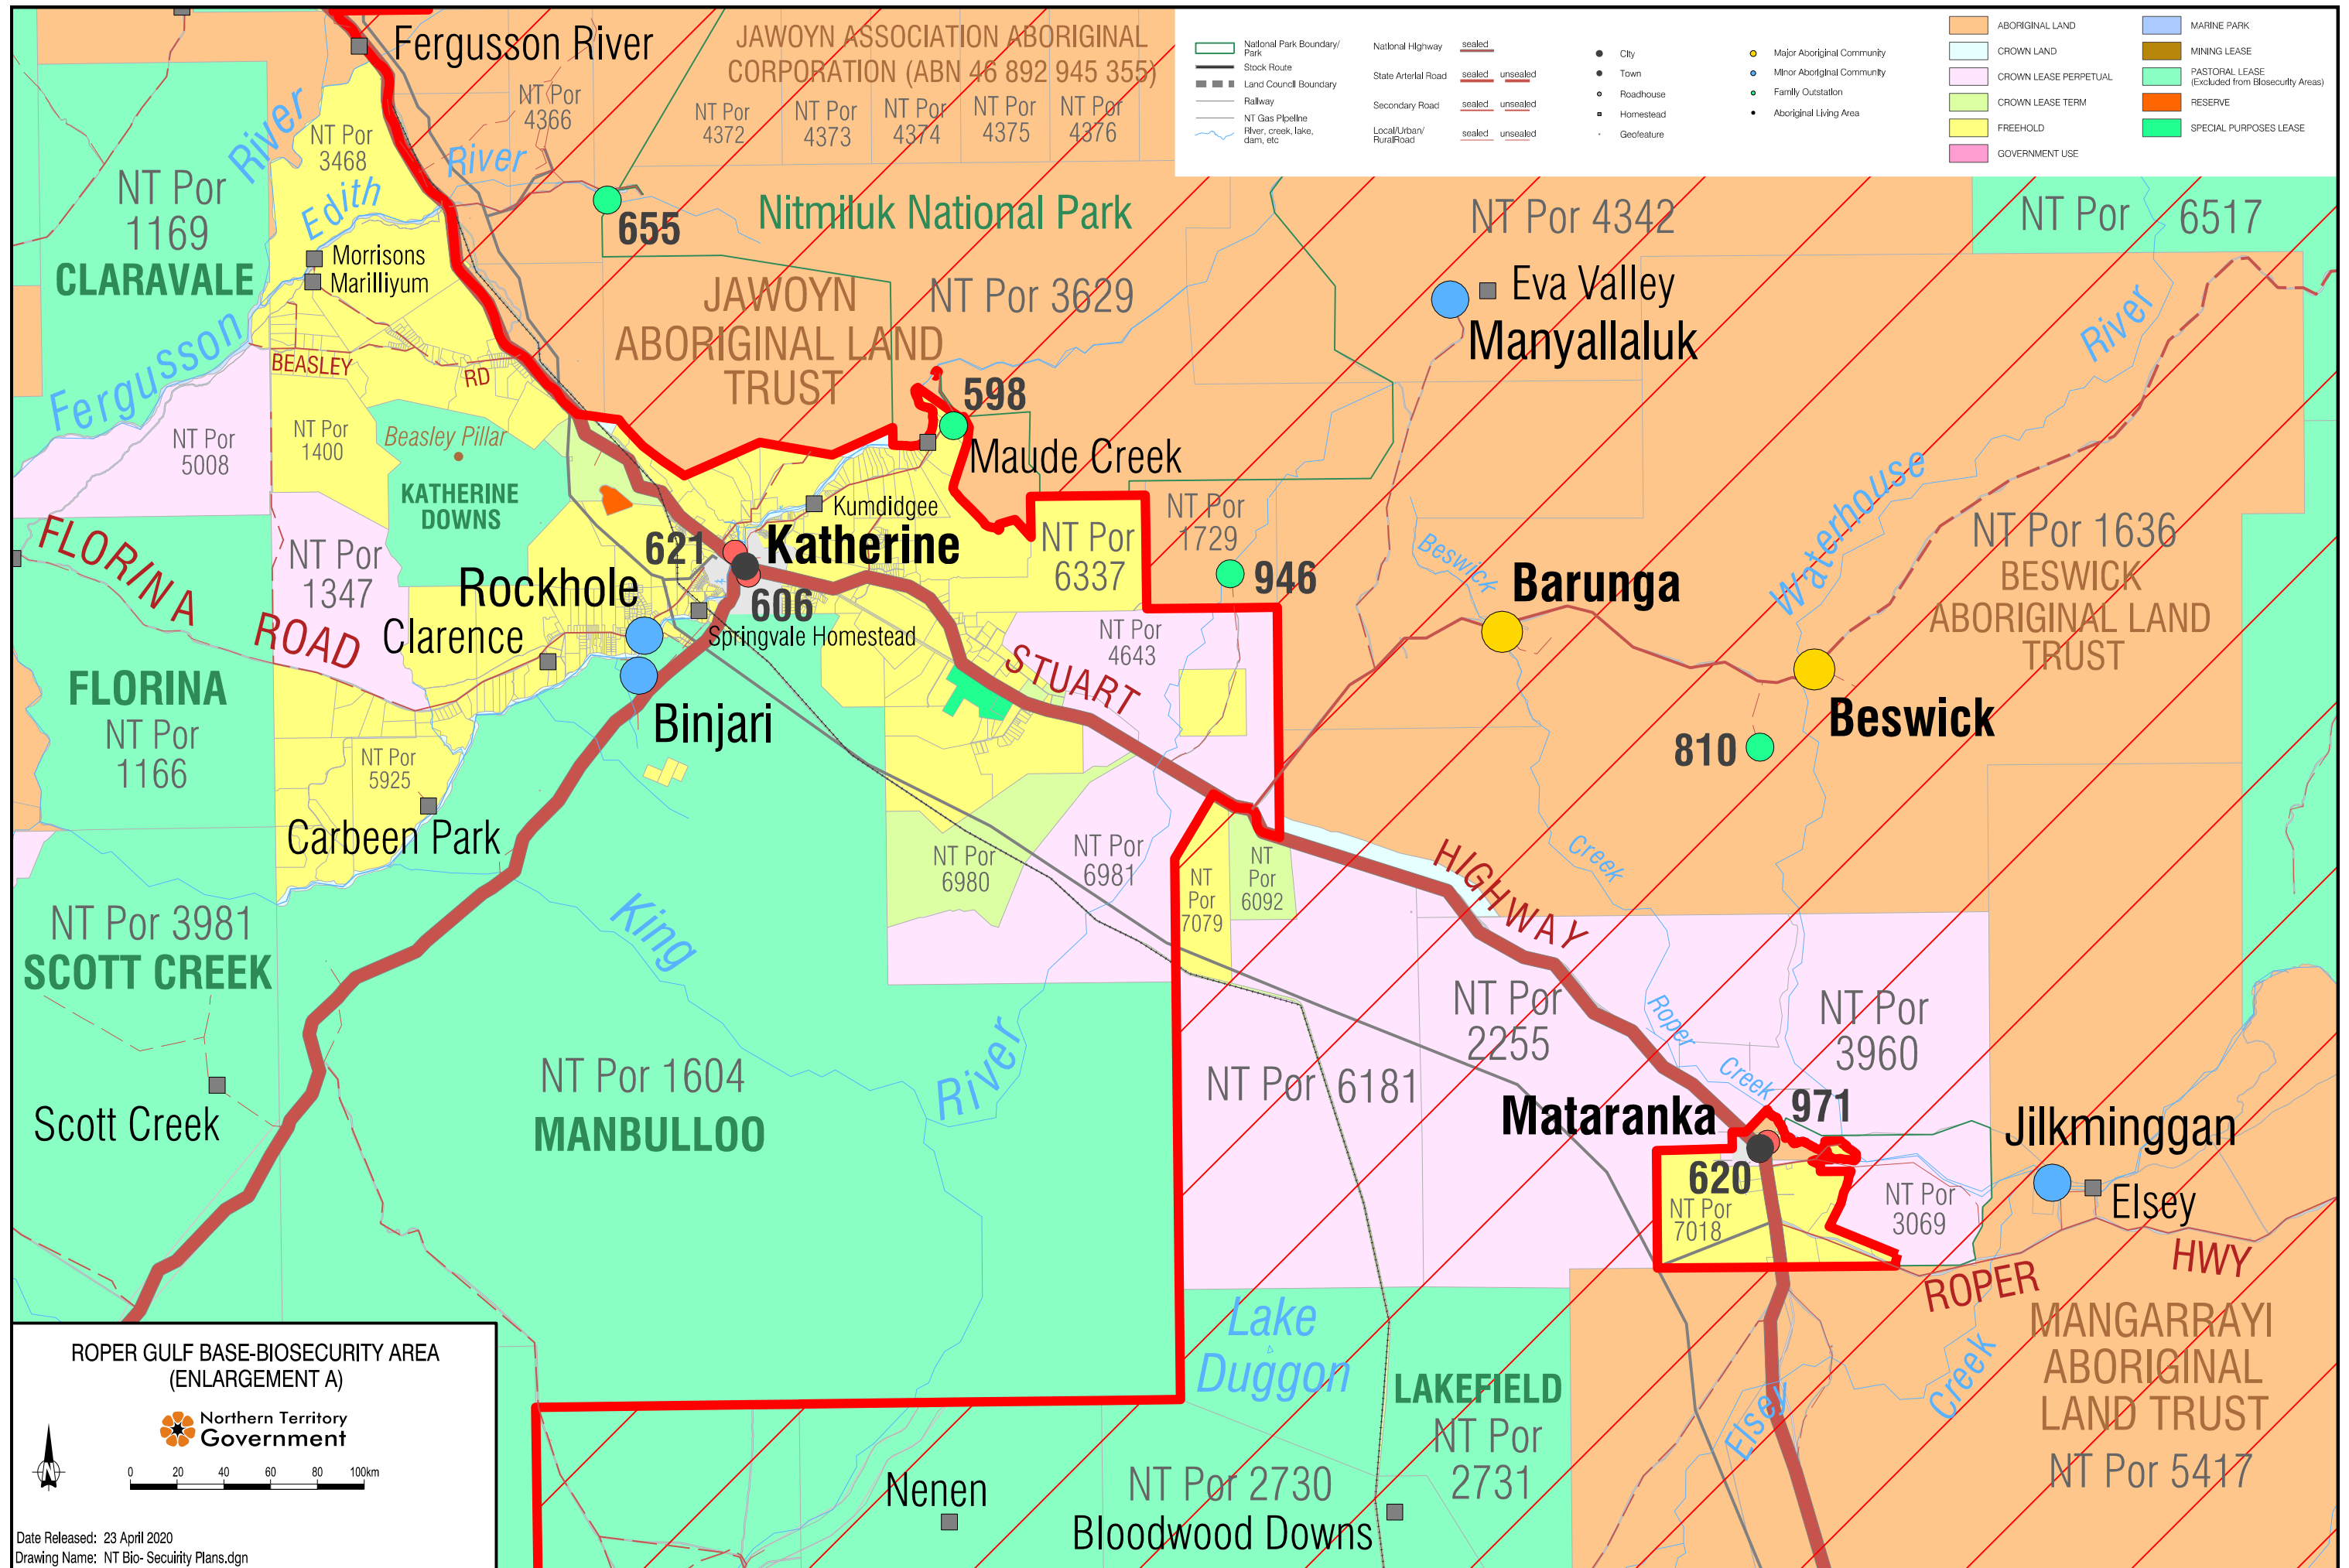 Fergusson River
JAWOYN ASSOCIATION ABORIGINAL
CORPORATION (ABN 46 892 945 355)
NT Por
4366
NT Por
4372
NT Por
4373
NT Por
4374
NT Por
4375
NT Por
4376
National Park Boundary/
Park
Stock Route
Land Council Boundary
Railway
NT Gas Pipeline
River, creek, lake,
dam, etc
National Highway sealed
State Arterial Road sealed unsealed
Secondary Road sealed unsealed
Local/Urban/
RuralRoad sealed unsealed
City
Town
Roadhouse
Homestead
Geofeature
Major Aboriginal Community
Minor Aboriginal Community
Family Outstation
Aboriginal Living Area
ABORIGINAL LAND
CROWN LAND
CROWN LEASE PERPETUAL
CROWN LEASE TERM
FREEHOLD
GOVERNMENT USE
MARINE PARK
MINING LEASE
PASTORAL LEASE
(Excluded from Biosecurity Areas)
RESERVE
SPECIAL PURPOSES LEASE
NT Por
3468
River
River
Edith
NT Por
1169
CLARAVALE
Morrisons
Marilliyum
655
Nitmiluk National Park
NT Por 4342
NT Por 6517
JAWOYN
ABORIGINAL LAND
TRUST
NT Por 3629
Eva Valley
Manyallaluk
River
Fergusson
BEASLEY
RD
598
Maude Creek
NT Por
5008
NT Por
1400
Beasley Pillar
KATHERINE
DOWNS
Kumdidgee
NT Por
1729
Waterhouse
FLORINA
ROAD
NT Por
1347
621
Katherine
NT Por
6337
946
Beswick
Barunga
NT Por 1636
BESWICK
ABORIGINAL LAND
TRUST
Rockhole
606
Springvale Homestead
Clarence
NT Por
4643
STUART
FLORINA
NT Por
1166
Binjari
Beswick
810
NT Por
5925
Carbeen Park
NT Por
6980
NT Por
6981
NT
Por
7079
NT
Por
6092
HIGHWAY
Creek
NT Por 3981
SCOTT CREEK
King
River
NT Por
2255
Roper
Creek
NT Por
3960
NT Por 1604
MANBULLOO
NT Por 6181
Scott Creek
Mataranka
971
620
NT Por
7018
NT Por
3069
Jilkminggan
Elsey
ROPER
HWY
Lake
Duggon
LAKEFIELD
NT Por
2731
Elsey
Creek
MANGARRAYI
ABORIGINAL
LAND TRUST
NT Por 5417
Nenen
NT Por 2730
Bloodwood Downs
ROPER GULF BASE-BIOSECURITY AREA
(ENLARGEMENT A)
Northern Territory
Government
N
0 20 40 60 80 100km
Date Released: 23 April 2020
Drawing Name: NT Bio- Secuirity Plans.dgn